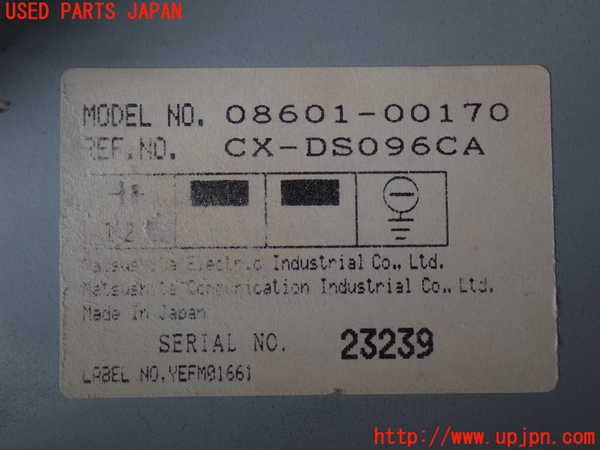 USED PARTS JAPAN
MODEL NO. 08601-00170
REF.NO. CX-DS096CA
12
Matsushita Electric Industrial Co., Ltd.
Matsushita Communication Industrial Co., Ltd.
Made In Japan
SERIAL NO. 23239
LABEL NO.YEFM01661
http://www.upjpn.com/